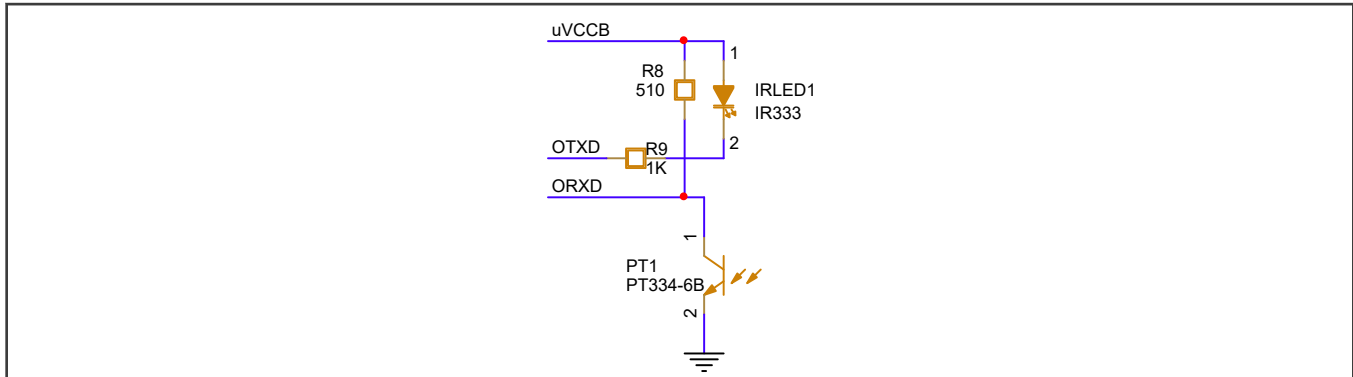 uVCCB
1
R8
510
IRLED1
IR333
2
OTXD
R9
1K
ORXD
1
PT1
PT334-6B
2